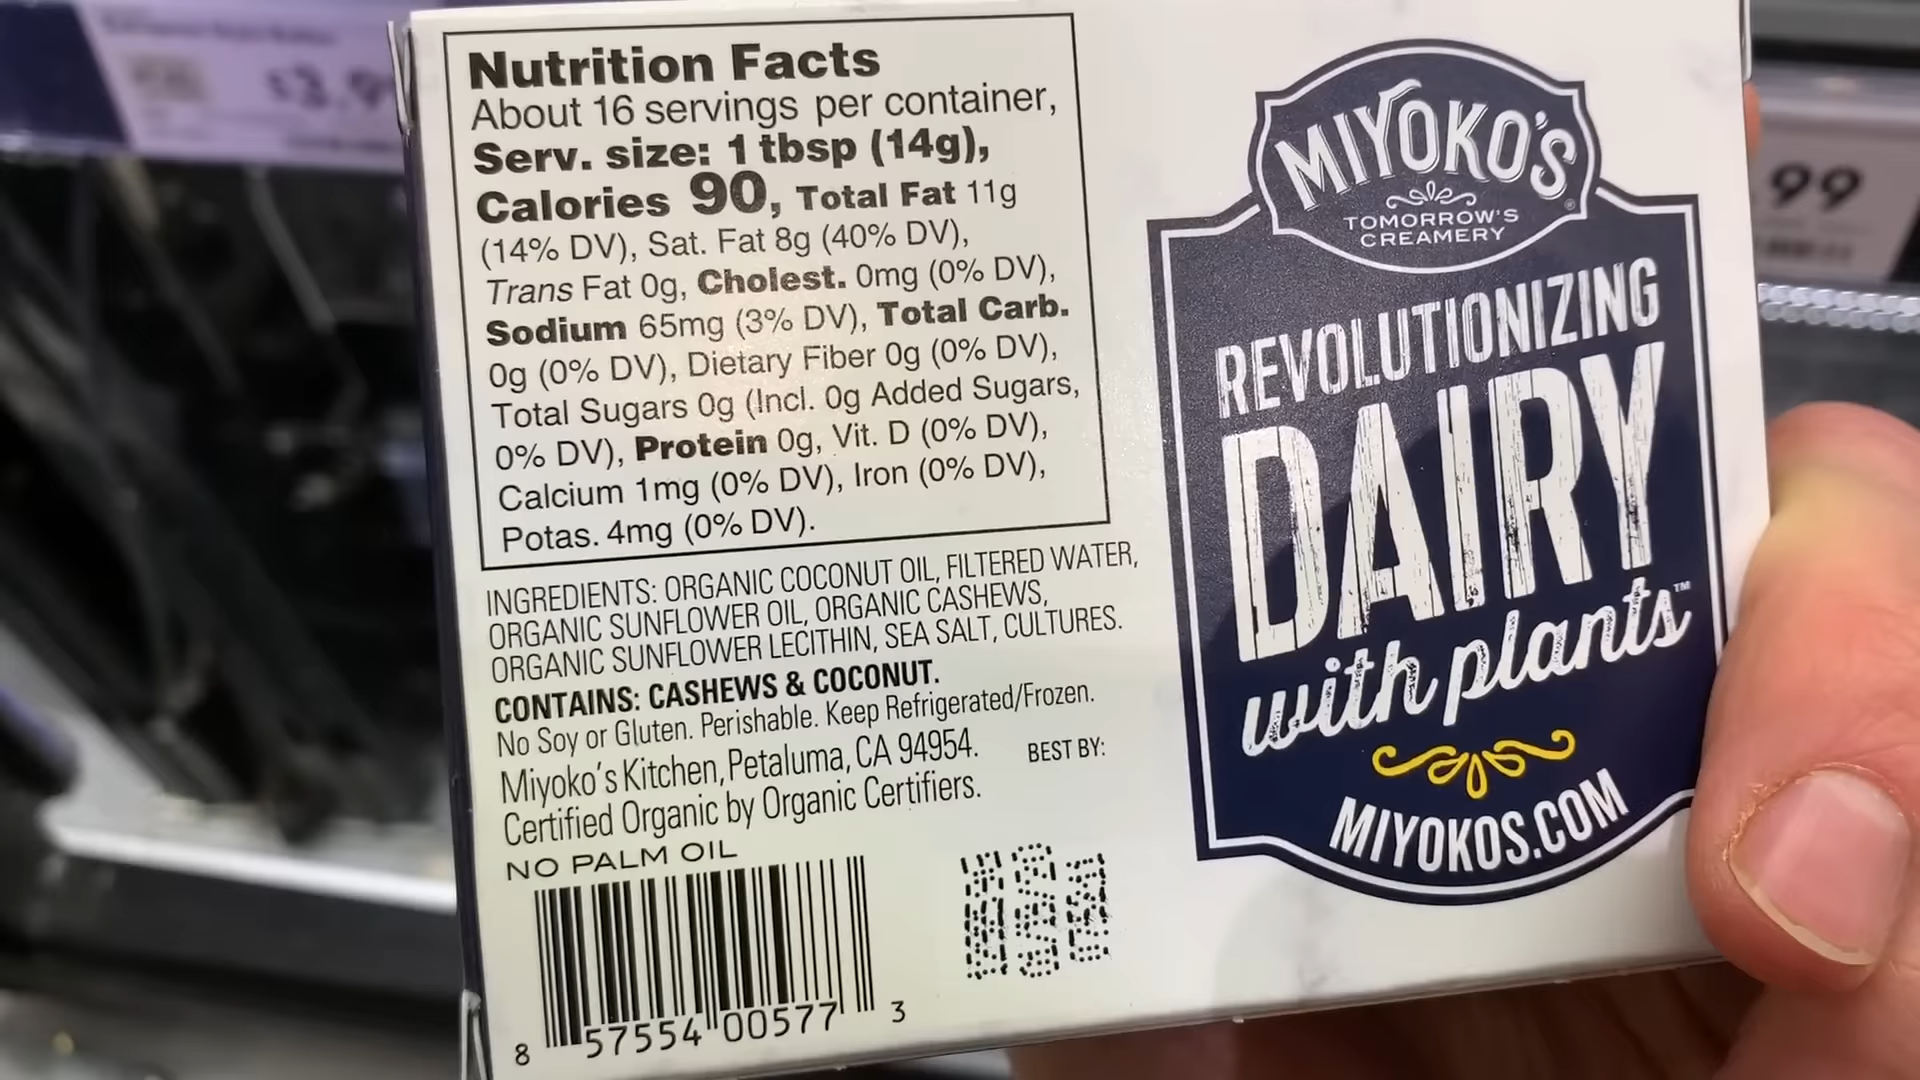 $3.9
Nutrition Facts
About 16 servings per container,
Serv. size: 1 tbsp (14g),
Calories 90, Total Fat 11g
(14% DV), Sat. Fat 8g (40% DV),
Trans Fat 0g, Cholest. 0mg (0% DV),
Sodium 65mg (3% DV), Total Carb.
0g (0% DV), Dietary Fiber 0g (0% DV),
Total Sugars 0g (Incl. 0g Added Sugars,
0% DV), Protein 0g, Vit. D (0% DV),
Calcium 1mg (0% DV), Iron (0% DV),
Potas. 4mg (0% DV).
INGREDIENTS: ORGANIC COCONUT OIL, FILTERED WATER,
ORGANIC SUNFLOWER OIL, ORGANIC CASHEWS,
ORGANIC SUNFLOWER LECITHIN, SEA SALT, CULTURES.
CONTAINS: CASHEWS & COCONUT.
No Soy or Gluten. Perishable. Keep Refrigerated/Frozen.
Miyoko's Kitchen, Petaluma, CA 94954.
Certified Organic by Organic Certifiers.
BEST BY:
NO PALM OIL
8 57554 00577 3
MIYOKO'S®
TOMORROW'S
CREAMERY
REVOLUTIONIZING
DAIRY
with plants™
MIYOKOS.COM
99